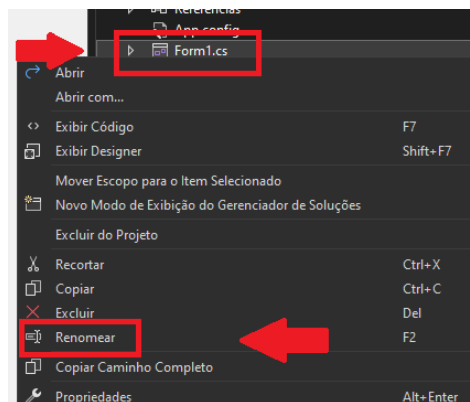 Referências
App.config
Form1.cs
Abrir
Abrir com...
Exibir Código F7
Exibir Designer Shift+F7
Mover Escopo para o Item Selecionado
Novo Modo de Exibição do Gerenciador de Soluções
Excluir do Projeto
Recortar Ctrl+X
Copiar Ctrl+C
Excluir Del
Renomear F2
Copiar Caminho Completo
Propriedades Alt+Enter